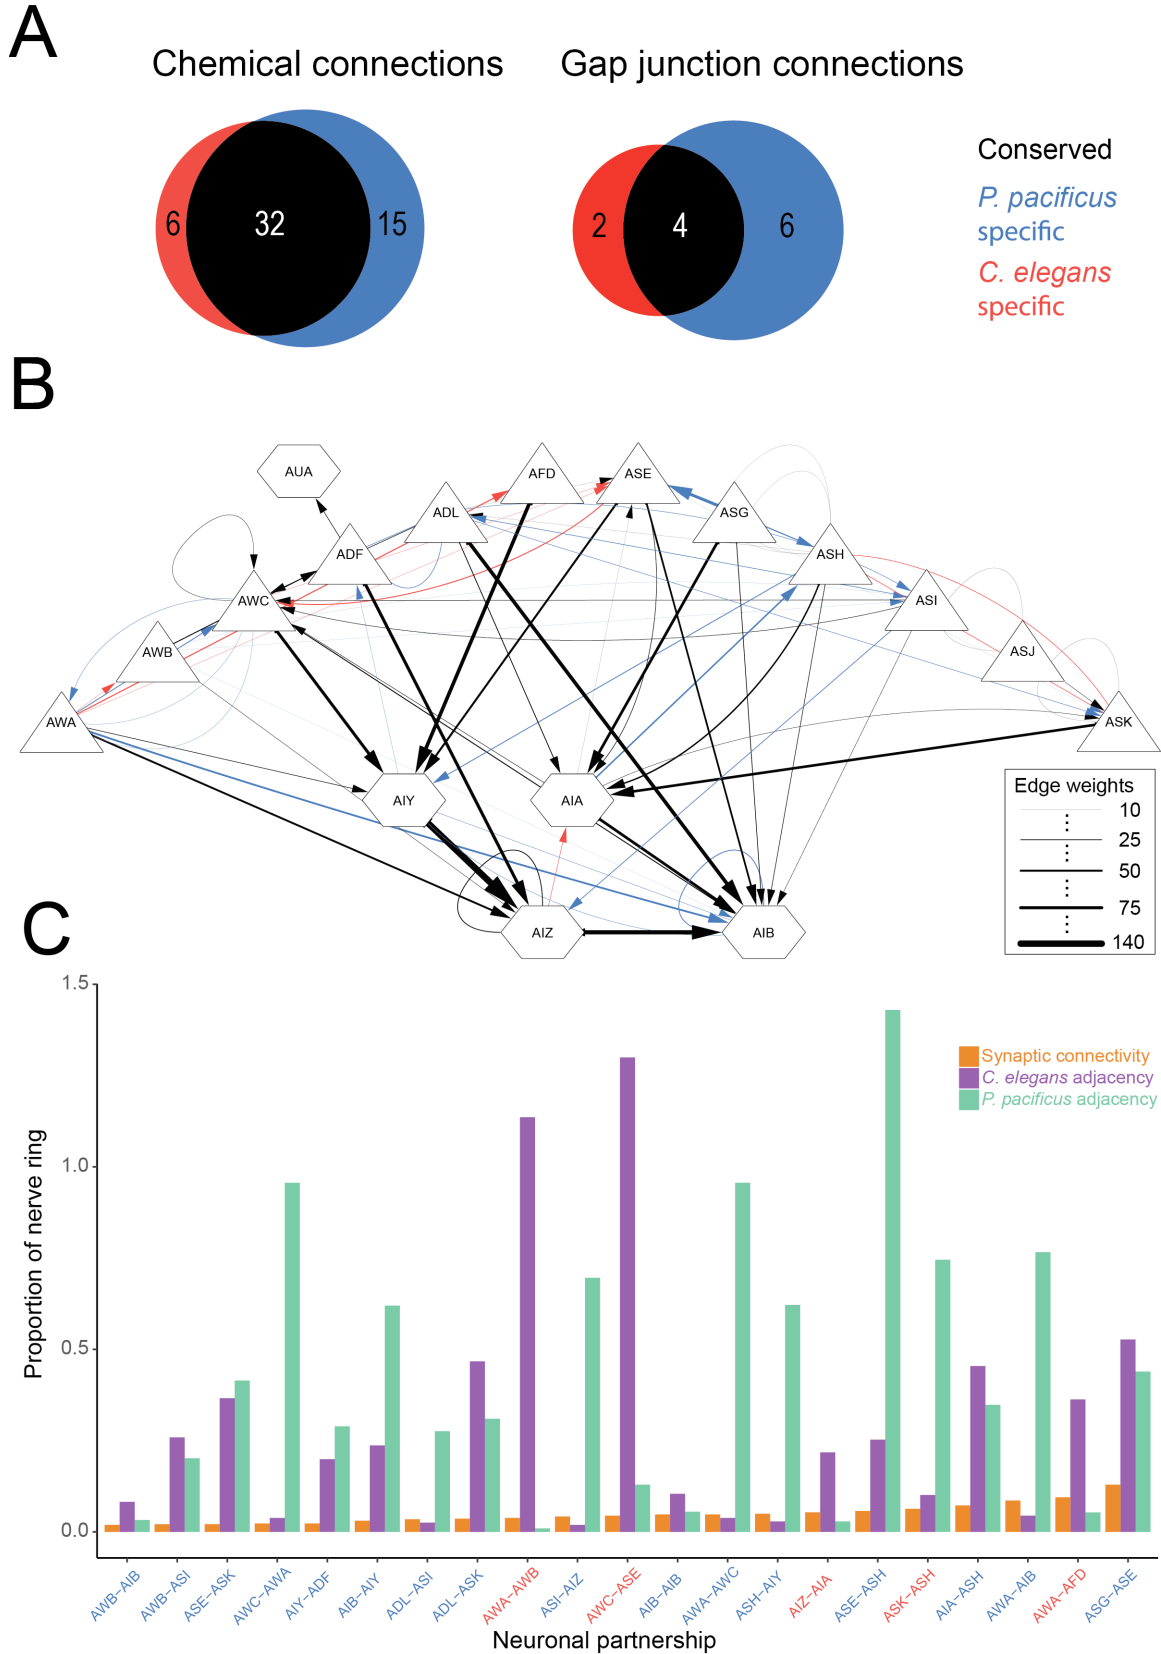 A
Chemical connections
Gap junction connections
6
32
15
2
4
6
Conserved
P. pacificus
specific
C. elegans
specific
B
AUA
AFD
ASE
ADL
ASG
ADF
ASH
AWC
ASI
AWB
ASJ
AWA
ASK
AIY
AIA
AIZ
AIB
Edge weights
10
25
50
75
140
C
1.5
1.0
0.5
0.0
Proportion of nerve ring
Synaptic connectivity
C. elegans adjacency
P. pacificus adjacency
AWB−AIB
AWB−ASI
ASE−ASK
AWC−AWA
AIY−ADF
AIB−AIY
ADL−ASI
ADL−ASK
AWA−AWB
ASI−AIZ
AWC−ASE
AIB−AIB
AWA−AWC
ASH−AIY
AIZ−AIA
ASE−ASH
ASK−ASH
AIA−ASH
AWA−AIB
AWA−AFD
ASG−ASE
Neuronal partnership